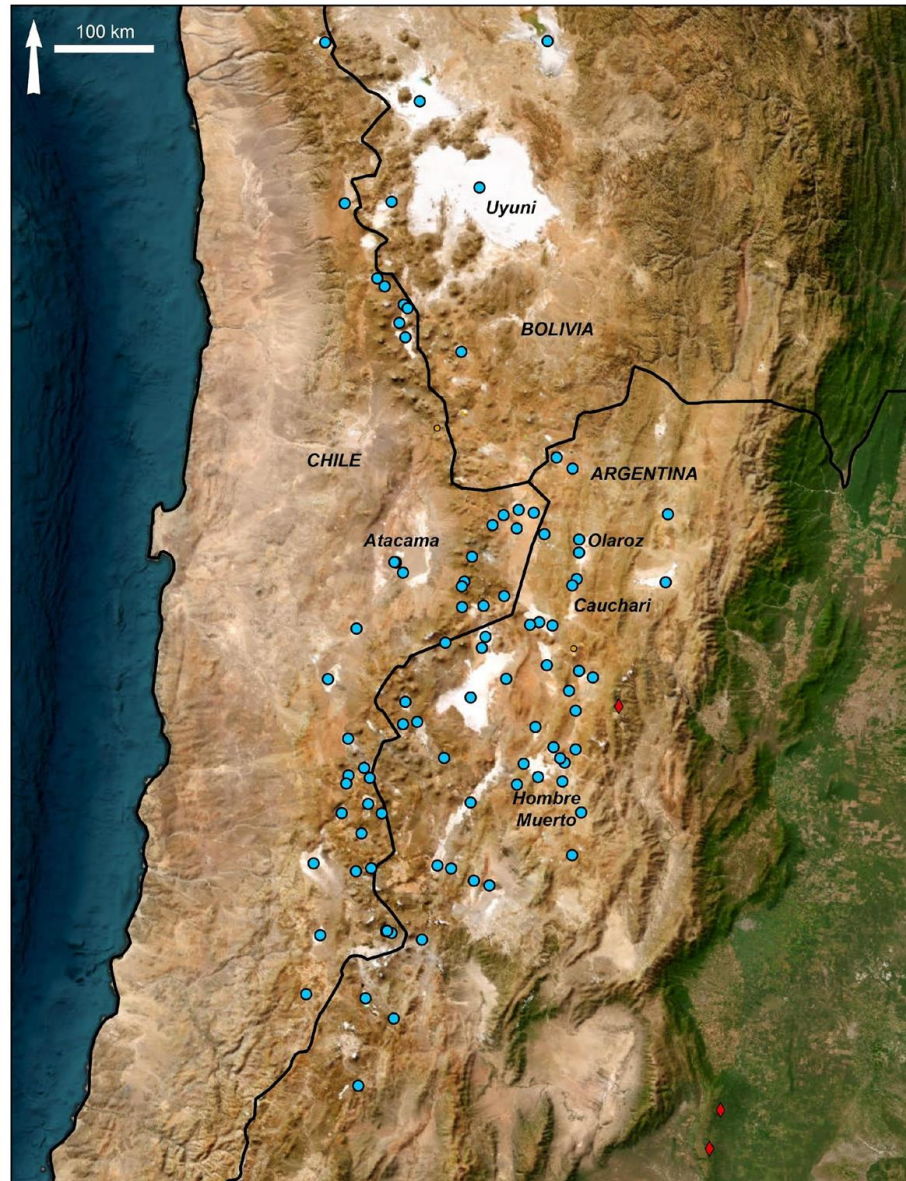 100 km
Uyuni
BOLIVIA
CHILE
ARGENTINA
Atacama
Olaroz
Cauchari
Hombre
Muerto